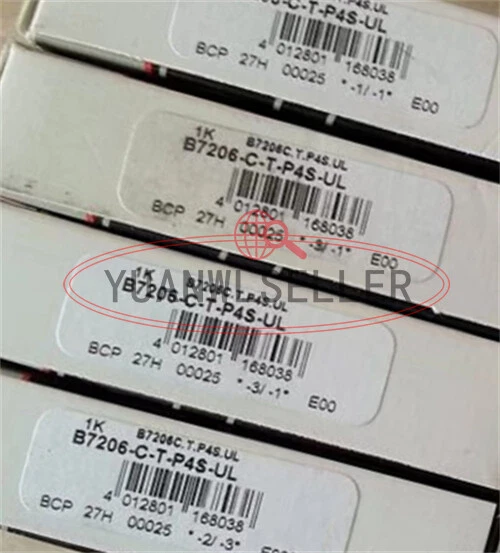 B7206-C-T-P4S-UL
4 012801 168038
BCP 27H 00025 *-1/-1* E00
1K B7206C.T.P4S.UL
B7206-C-T-P4S-UL
4 012801 168038
BCP 27H 00025 *-3/-1* E00
YUANWLSELLER
1K B7206C.T.P4S.UL
B7206-C-T-P4S-UL
4 012801 168038
BCP 27H 00025 *-3/-1* E00
1K B7206C.T.P4S.UL
B7206-C-T-P4S-UL
4 012801 168038
BCP 27H 00025 *-2/-3* E00